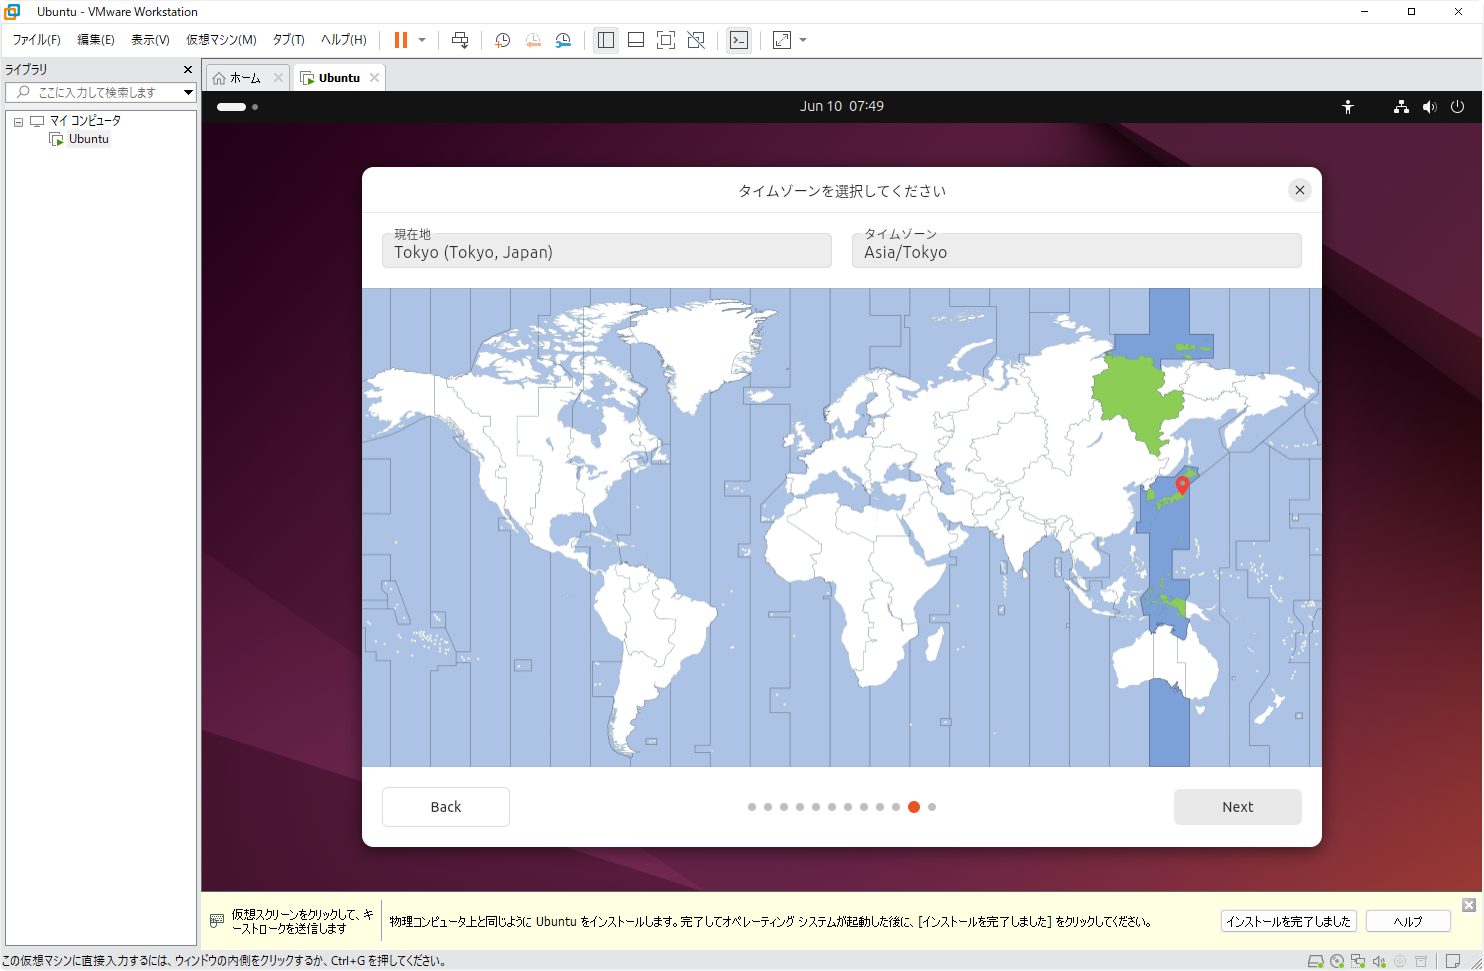 Ubuntu - VMware Workstation
ファイル(F) 編集(E) 表示(V) 仮想マシン(M) タブ(T) ヘルプ(H)
ライブラリ
ホーム
Ubuntu
ここに入力して検索します
マイ コンピュータ
Ubuntu
Jun 10 07:49
タイムゾーンを選択してください
現在地
Tokyo (Tokyo, Japan)
タイムゾーン
Asia/Tokyo
Back
Next
仮想スクリーンをクリックして、キ
ーストロークを送信します
物理コンピュータ上と同じように Ubuntu をインストールします。完了してオペレーティング システムが起動した後に、[インストールを完了しました] をクリックしてください。
インストールを完了しました
ヘルプ
この仮想マシンに直接入力するには、ウィンドウの内側をクリックするか、Ctrl+G を押してください。